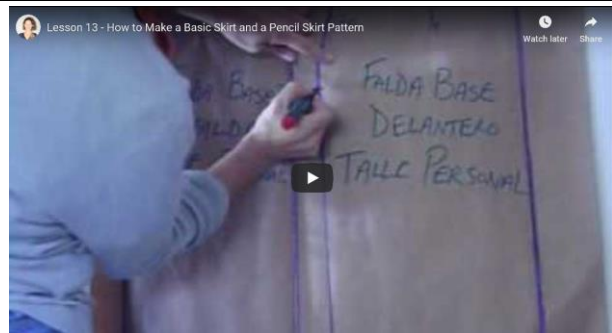 Lesson 13 - How to Make a Basic Skirt and a Pencil Skirt Pattern
Watch later
Share
FALDA BASE
DELANTERO
TALLE PERSONAL